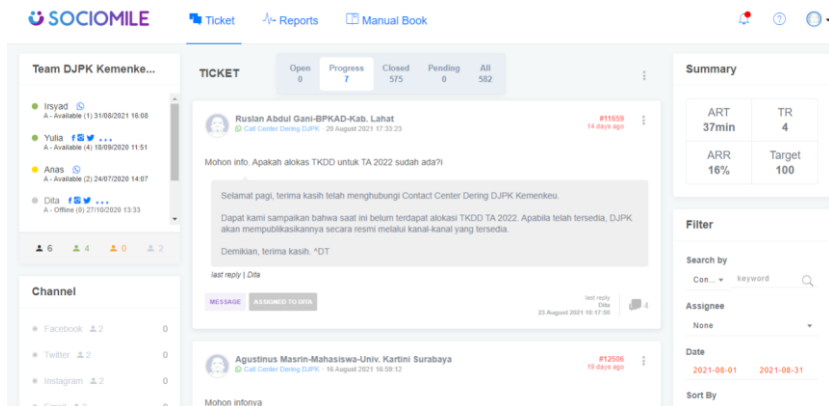 SOCIOMILE
Ticket
Reports
Manual Book
Team DJPK Kemenke...
Irsyad
A - Available (1) 31/08/2021 16:08
Yulia
A - Available (4) 10/09/2020 11:51
Anas
A - Available (2) 24/07/2020 14:07
Dita
A - Offline (0) 27/10/2020 13:33
6 4 0 2
Channel
Facebook 2 0
Twitter 2 0
Instagram 2 0
Email 2 0
TICKET
Open
0
Progress
7
Closed
575
Pending
0
All
582
Ruslan Abdul Gani-BPKAD-Kab. Lahat
Call Center Dering DJPK - 20 August 2021 17:33:23
#11659
14 days ago
Mohon info. Apakah alokas TKDD untuk TA 2022 sudah ada?i
Selamat pagi, terima kasih telah menghubungi Contact Center Dering DJPK Kemenkeu.
Dapat kami sampaikan bahwa saat ini belum terdapat alokasi TKDD TA 2022. Apabila telah tersedia, DJPK
akan mempublikasikannya secara resmi melalui kanal-kanal yang tersedia.
Demikian, terima kasih. ^DT
last reply | Dita
MESSAGE
ASSIGNED TO DITA
last reply
Dita
23 August 2021 10:17:50
4
Agustinus Masrin-Mahasiswa-Univ. Kartini Surabaya
Call Center Dering DJPK - 16 August 2021 16:59:12
#12506
19 days ago
Mohon infonya
Summary
ART
37min
TR
4
ARR
16%
Target
100
Filter
Search by
Con... keyword
Assignee
None
Date
2021-08-01 2021-08-31
Sort By